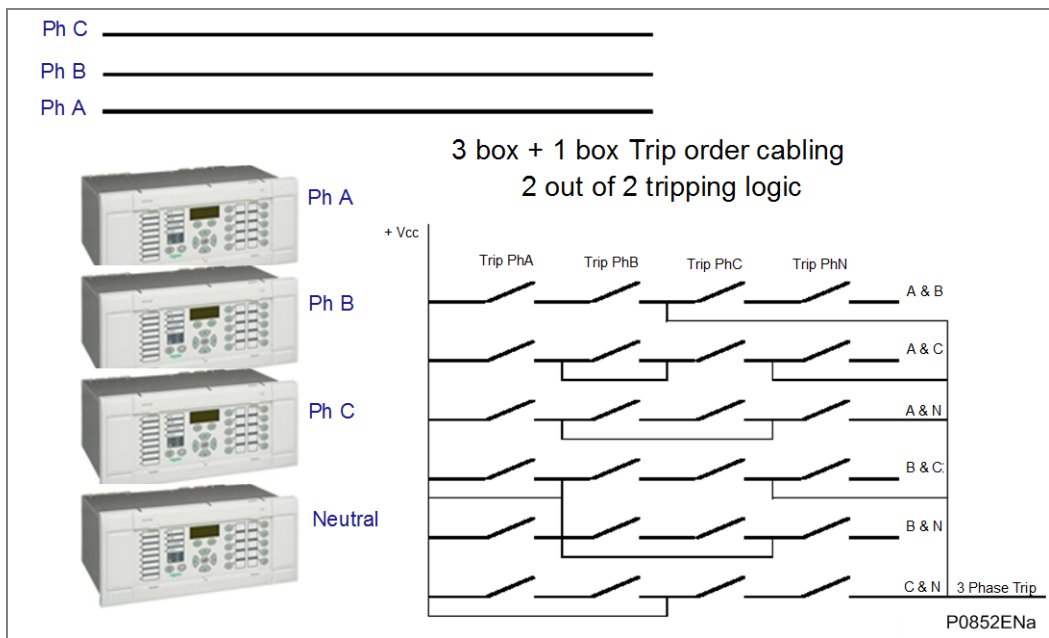 Ph C
Ph B
Ph A
3 box + 1 box Trip order cabling
2 out of 2 tripping logic
Ph A
Ph B
Ph C
Neutral
+ Vcc
Trip PhA
Trip PhB
Trip PhC
Trip PhN
A & B
A & C
A & N
B & C
B & N
C & N
3 Phase Trip
P0852ENa